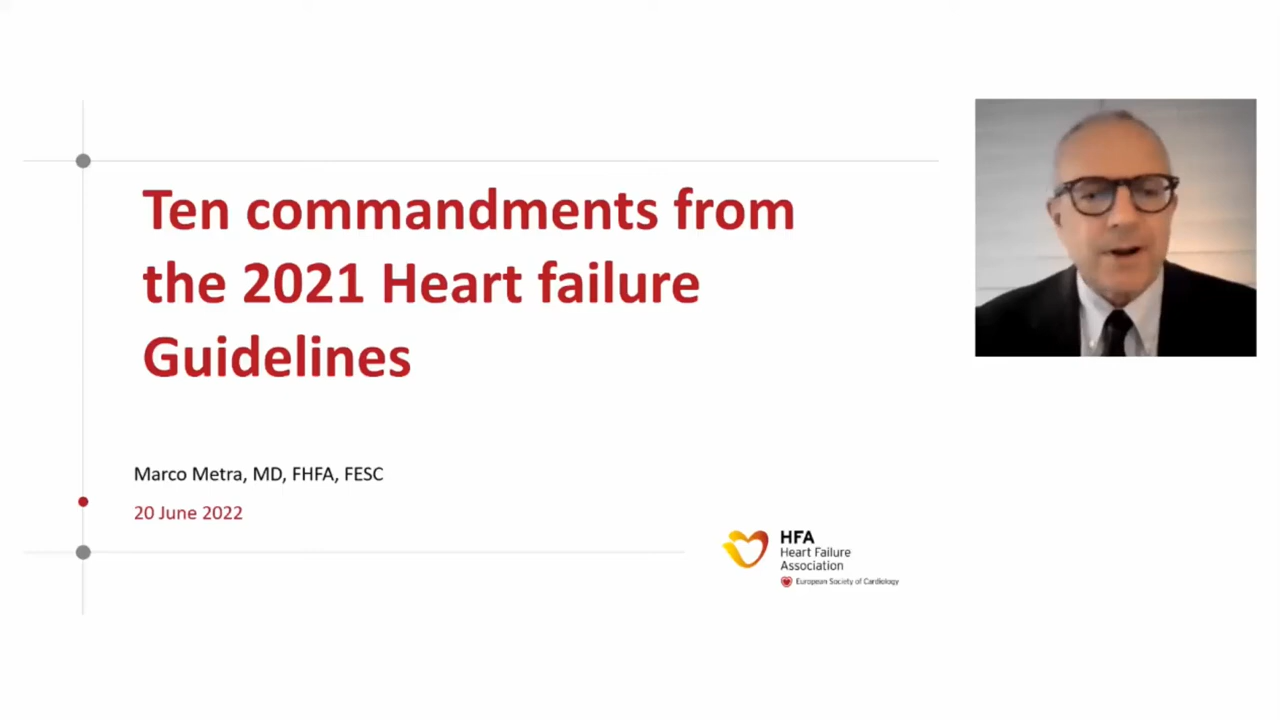 Ten commandments from
the 2021 Heart failure
Guidelines
Marco Metra, MD, FHFA, FESC
20 June 2022
HFA
Heart Failure
Association
European Society of Cardiology